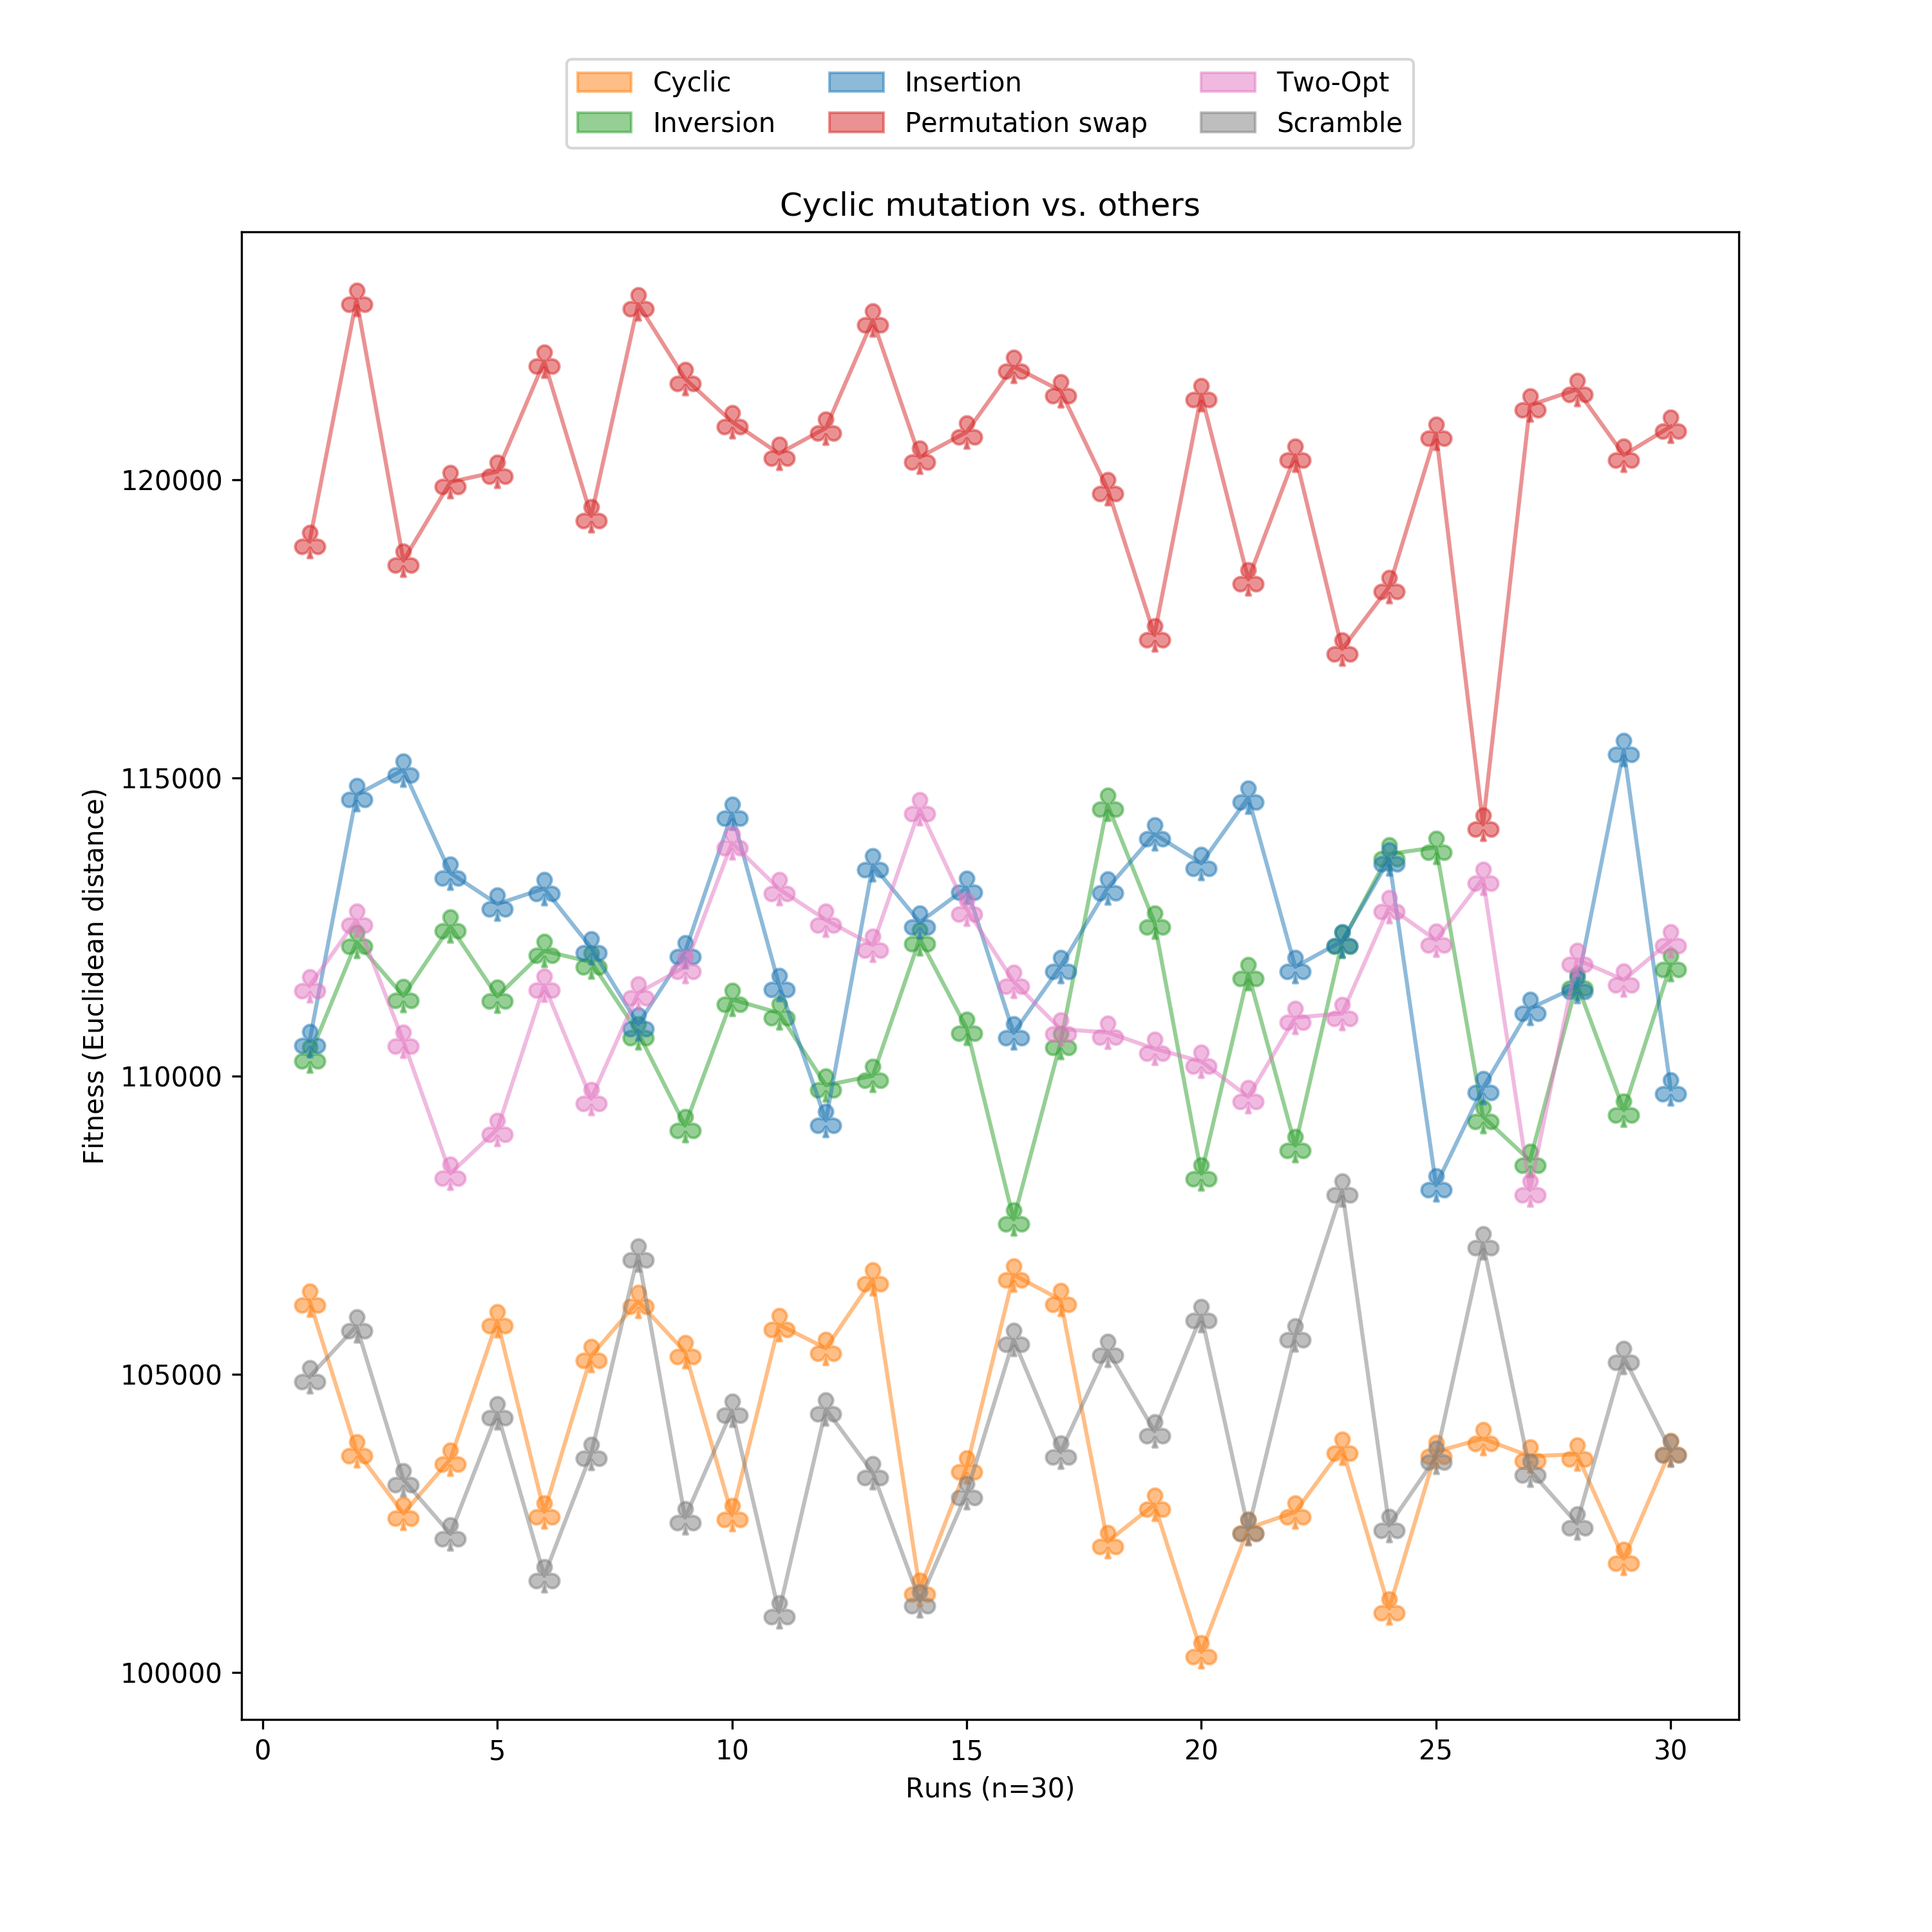 Cyclic
Inversion
Insertion
Permutation swap
Two-Opt
Scramble
Cyclic mutation vs. others
Fitness (Euclidean distance)
120000
115000
110000
105000
100000
0 5 10 15 20 25 30
Runs (n=30)